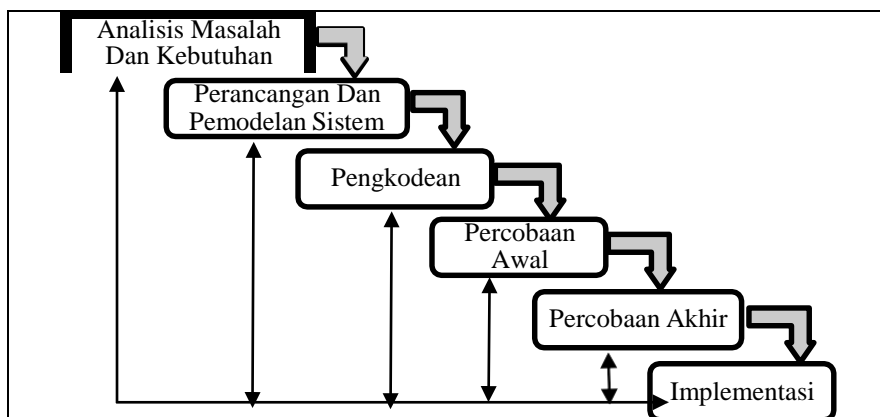 Analisis Masalah
Dan Kebutuhan
Perancangan Dan
Pemodelan Sistem
Pengkodean
Percobaan
Awal
Percobaan Akhir
Implementasi